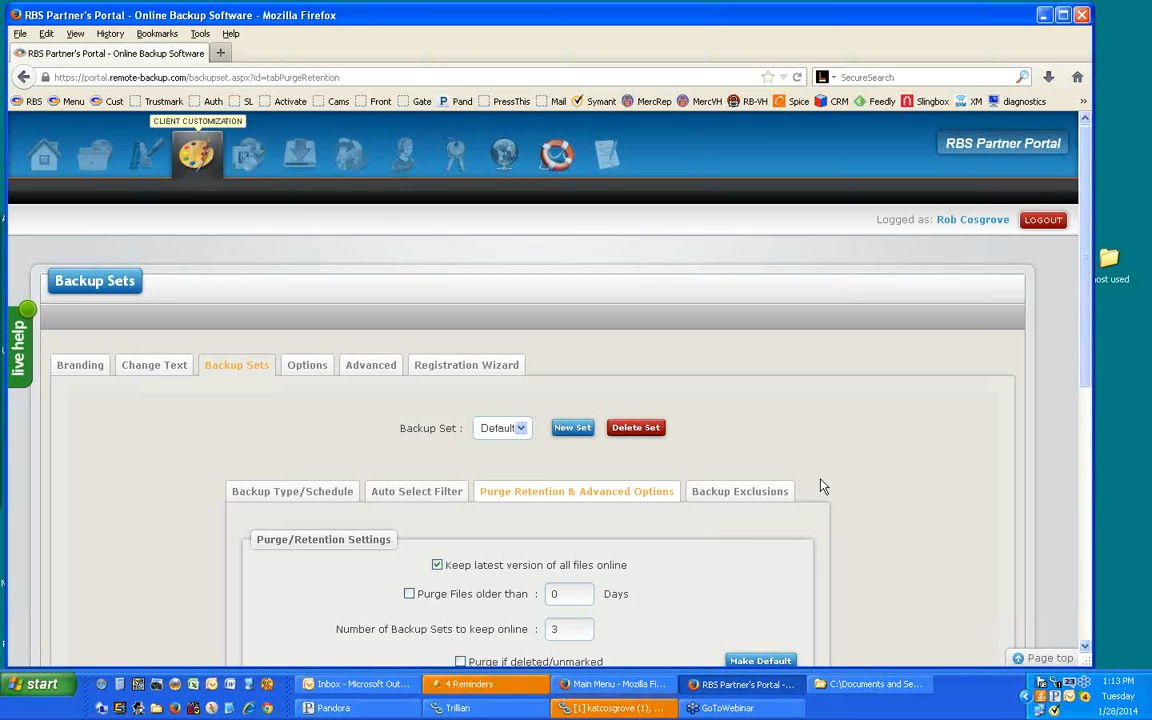 RBS Partner's Portal - Online Backup Software - Mozilla Firefox
File Edit View History Bookmarks Tools Help
RBS Partner's Portal - Online Backup Software
https://portal.remote-backup.com/backupset.aspx?id=tabPurgeRetention
SecureSearch
RBS Menu Cust Trustmark Auth SL Activate Cams Front Gate Pand PressThis Mail Symant MercRep MercVH RB-VH Spice CRM Feedly Slingbox XM diagnostics »
CLIENT CUSTOMIZATION
RBS Partner Portal
Logged as: Rob Cosgrove LOGOUT
ost used
Backup Sets
live help
Branding Change Text Backup Sets Options Advanced Registration Wizard
Backup Set : Default New Set Delete Set
Backup Type/Schedule Auto Select Filter Purge Retention & Advanced Options Backup Exclusions
Purge/Retention Settings
Keep latest version of all files online
Purge Files older than : 0 Days
Number of Backup Sets to keep online : 3
Purge if deleted/unmarked Make Default
Page top
start Inbox - Microsoft Out... 4 Reminders Main Menu - Mozilla Fi... RBS Partner's Portal -... C:\Documents and Se... 23 1:13 PM
Tuesday
Pandora Trillian [1] katcosgrove (1), ... GoToWebinar 1/28/2014